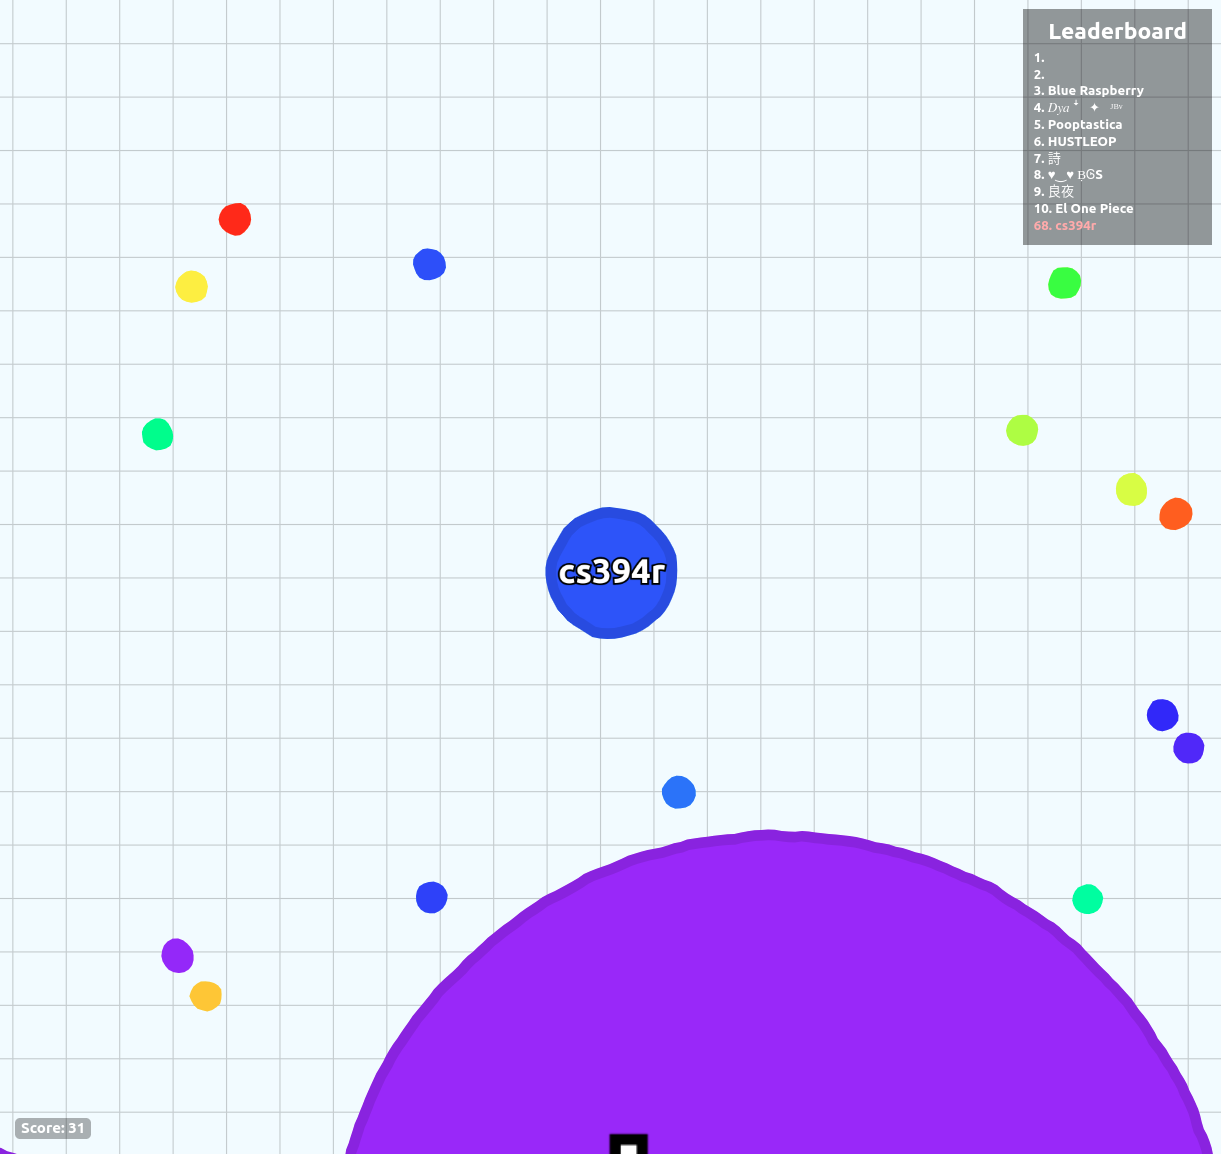 Leaderboard
1.
2.
3. Blue Raspberry
4. Dya
5. Pooptastica
6. HUSTLEOP
7. 詩
8. ♥‿♥ BGS
9. 良夜
10. El One Piece
68. cs394r
cs394r
Score: 31